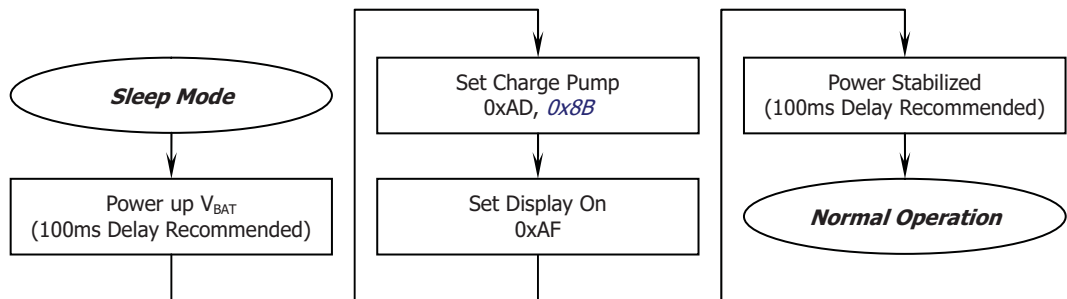 Sleep Mode
Power up VBAT
(100ms Delay Recommended)
Set Charge Pump
0xAD, 0x8B
Set Display On
0xAF
Power Stabilized
(100ms Delay Recommended)
Normal Operation